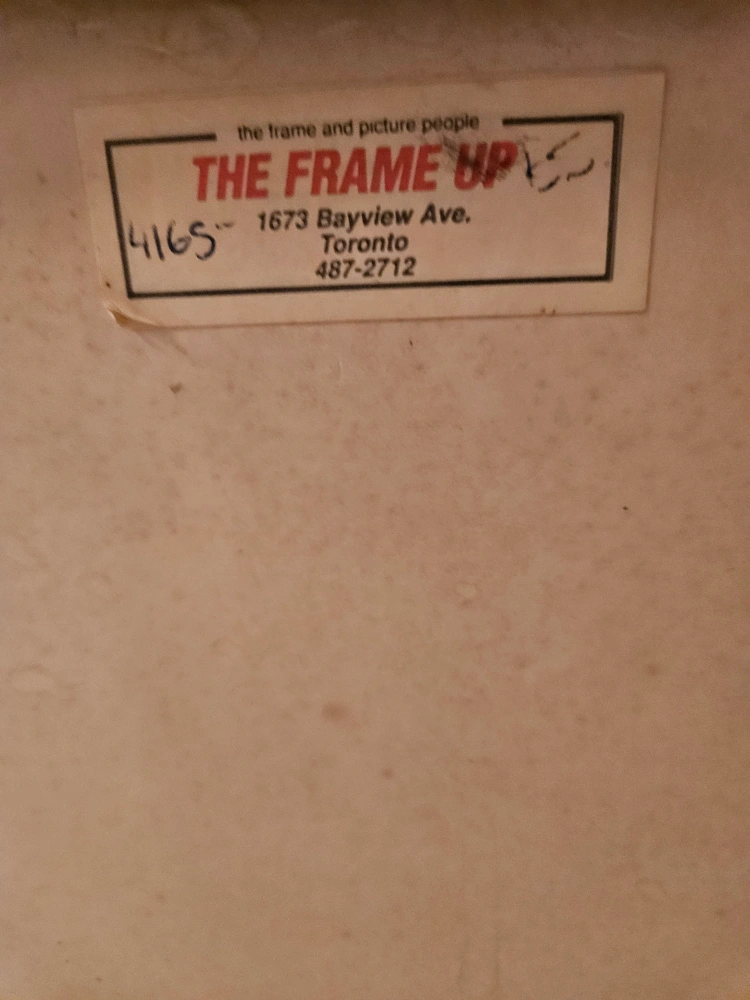 the frame and picture people
THE FRAME UP
1673 Bayview Ave.
4165-
Toronto
487-2712